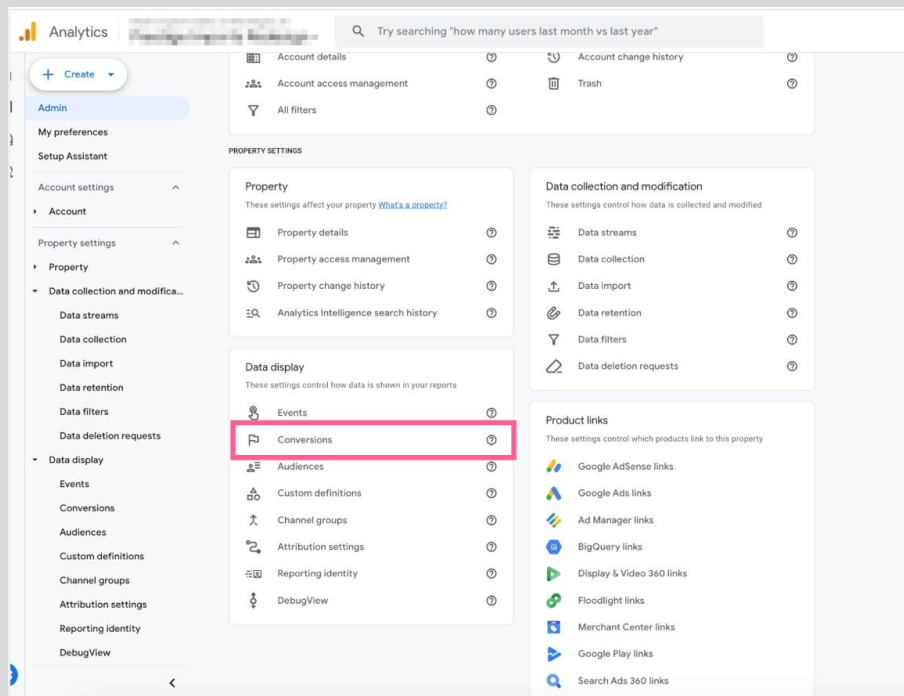 Analytics
Try searching "how many users last month vs last year"
Create
Admin
My preferences
Setup Assistant
Account settings
Account
Property settings
Property
Data collection and modifica...
Data streams
Data collection
Data import
Data retention
Data filters
Data deletion requests
Data display
Events
Conversions
Audiences
Custom definitions
Channel groups
Attribution settings
Reporting identity
DebugView
Account details
Account access management
All filters
Account change history
Trash
PROPERTY SETTINGS
Property
These settings affect your property What's a property?
Property details
Property access management
Property change history
Analytics Intelligence search history
Data display
These settings control how data is shown in your reports
Events
Conversions
Audiences
Custom definitions
Channel groups
Attribution settings
Reporting identity
DebugView
Data collection and modification
These settings control how data is collected and modified
Data streams
Data collection
Data import
Data retention
Data filters
Data deletion requests
Product links
These settings control which products link to this property
Google AdSense links
Google Ads links
Ad Manager links
BigQuery links
Display & Video 360 links
Floodlight links
Merchant Center links
Google Play links
Search Ads 360 links